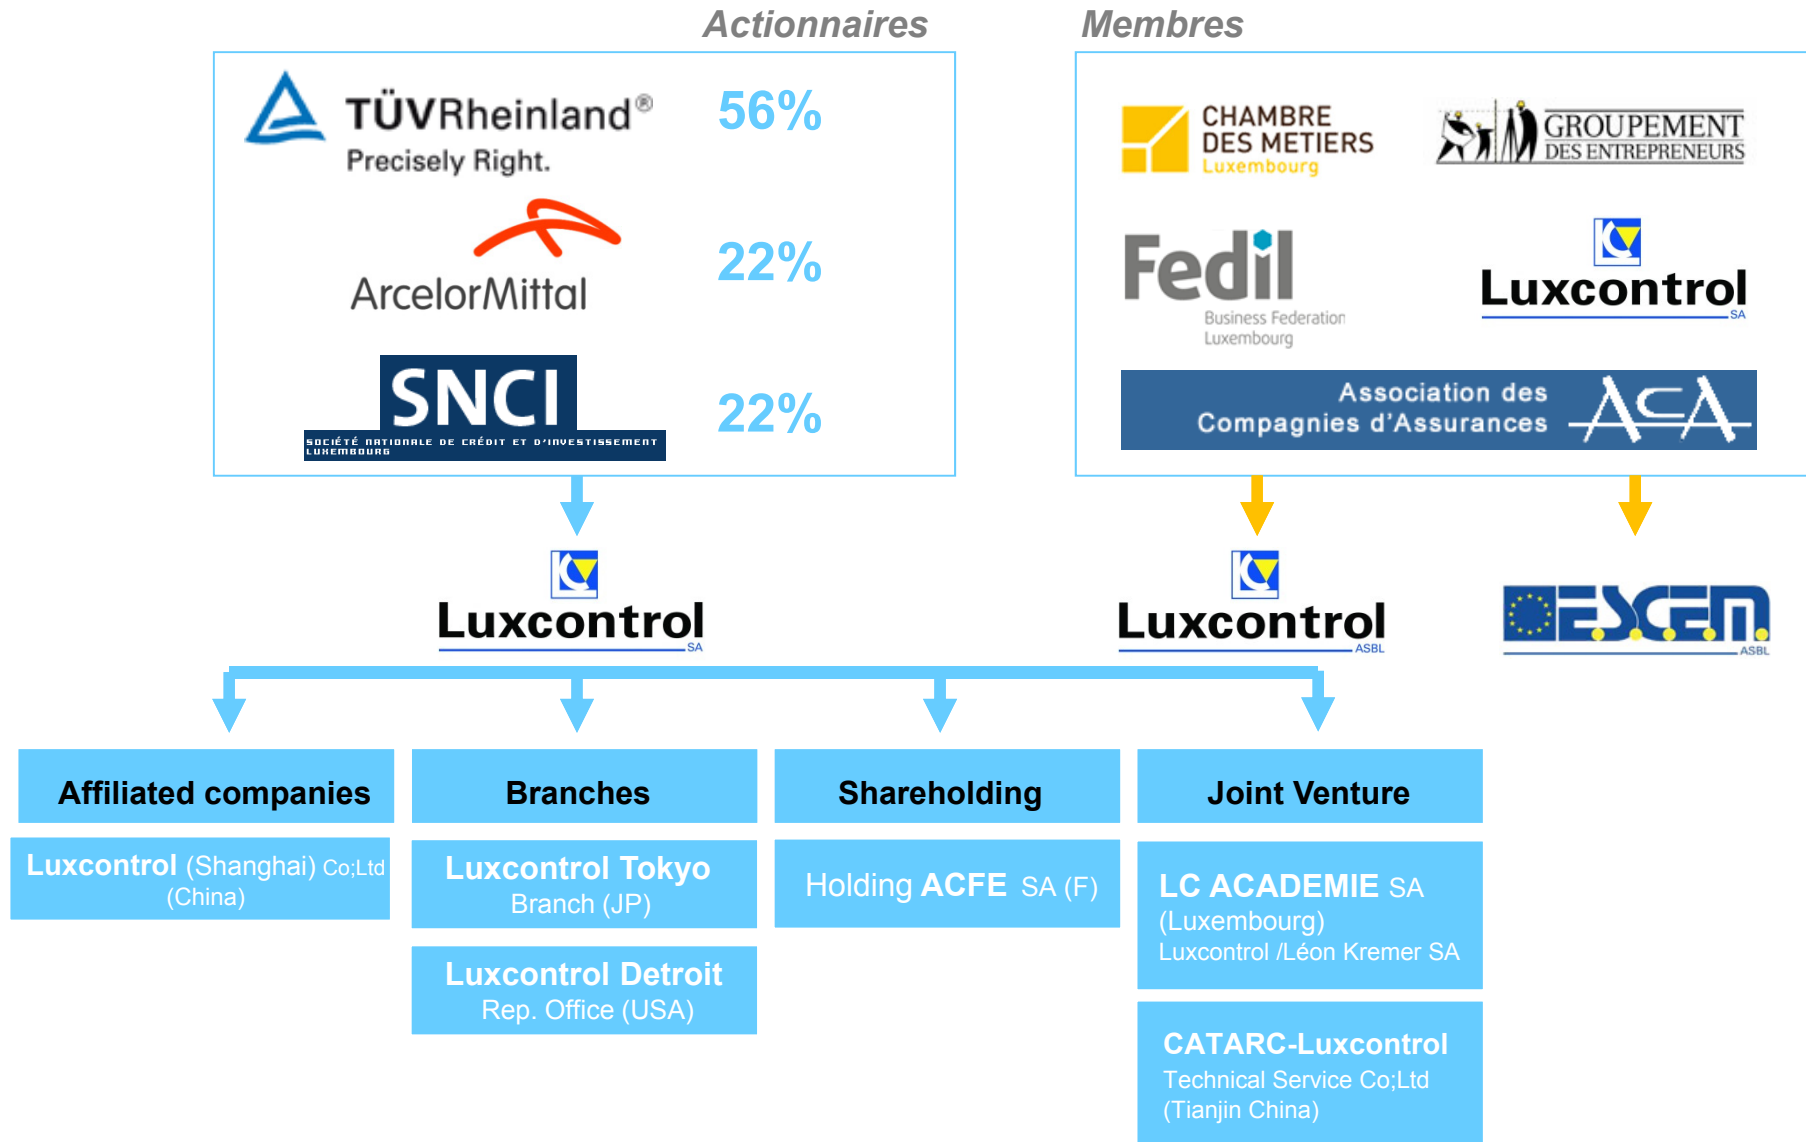 Actionnaires
Membres
TÜVRheinland®
Precisely Right.
56%
ArcelorMittal
22%
SNCI
SOCIÉTÉ NATIONALE DE CRÉDIT ET D'INVESTISSEMENT
LUXEMBOURG
22%
CHAMBRE
DES METIERS
Luxembourg
GROUPEMENT
DES ENTREPRENEURS
Fedil
Business Federation
Luxembourg
Luxcontrol
SA
Association des
Compagnies d'Assurances
ACA
Luxcontrol
SA
Luxcontrol
ASBL
E.S.C.E.M.
ASBL
Affiliated companies
Luxcontrol (Shanghai) Co;Ltd
(China)
Branches
Luxcontrol Tokyo
Branch (JP)
Luxcontrol Detroit
Rep. Office (USA)
Shareholding
Holding ACFE SA (F)
Joint Venture
LC ACADEMIE SA
(Luxembourg)
Luxcontrol /Léon Kremer SA
CATARC-Luxcontrol
Technical Service Co;Ltd
(Tianjin China)